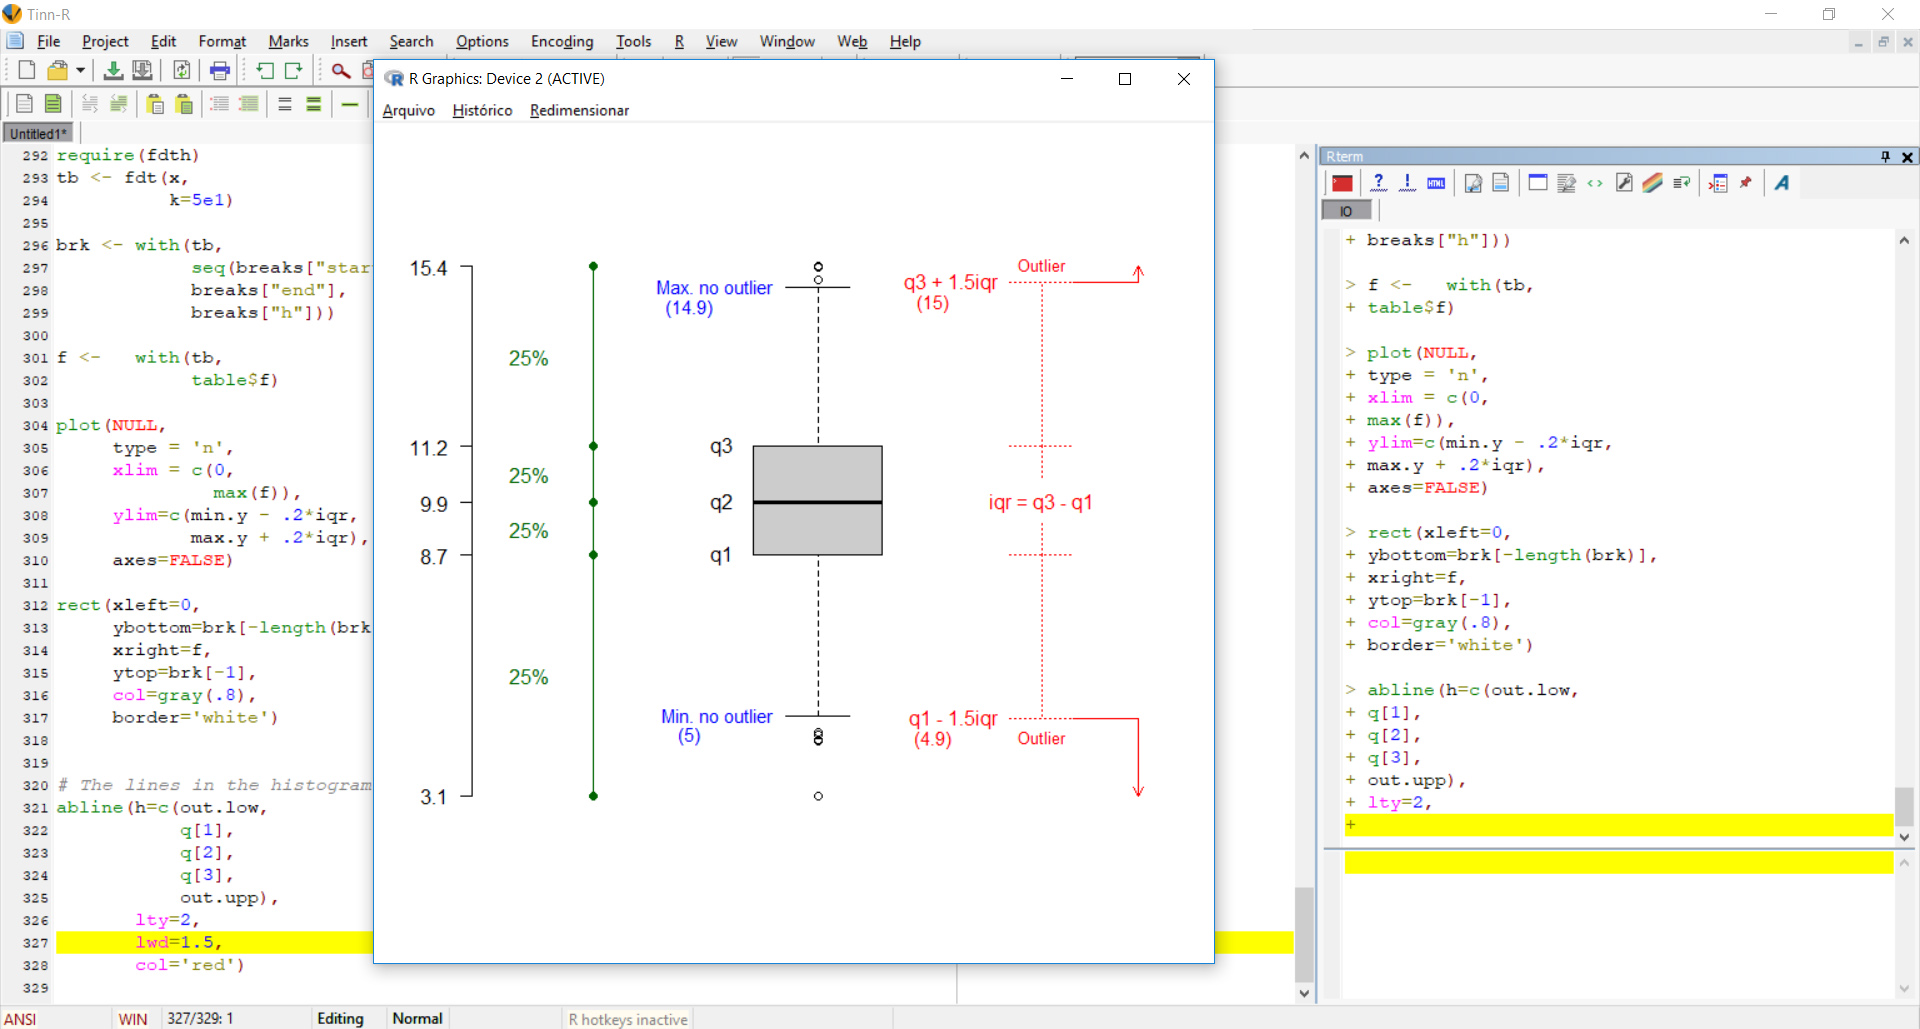 Tinn-R
File Project Edit Format Marks Insert Search Options Encoding Tools R View Window Web Help
Untitled1*
292 require(fdth)
293 tb <- fdt(x,
294 k=5e1)
295
296 brk <- with(tb,
297 seq(breaks["star
298 breaks["end"],
299 breaks["h"]))
300
301 f <- with(tb,
302 table$f)
303
304 plot(NULL,
305 type = 'n',
306 xlim = c(0,
307 max(f)),
308 ylim=c(min.y - .2*iqr,
309 max.y + .2*iqr),
310 axes=FALSE)
311
312 rect(xleft=0,
313 ybottom=brk[-length(brk
314 xright=f,
315 ytop=brk[-1],
316 col=gray(.8),
317 border='white')
318
319
320 # The lines in the histogram
321 abline(h=c(out.low,
322 q[1],
323 q[2],
324 q[3],
325 out.upp),
326 lty=2,
327 lwd=1.5,
328 col='red')
329
R Graphics: Device 2 (ACTIVE)
Arquivo Histórico Redimensionar
15.4
11.2
9.9
8.7
3.1
25%
25%
25%
25%
Max. no outlier
(14.9)
q3
q2
q1
Min. no outlier
(5)
Outlier
q3 + 1.5iqr
(15)
iqr = q3 - q1
q1 - 1.5iqr
(4.9)
Outlier
Rterm
HTML
IO
+ breaks["h"]))
> f <- with(tb,
+ table$f)
> plot(NULL,
+ type = 'n',
+ xlim = c(0,
+ max(f)),
+ ylim=c(min.y - .2*iqr,
+ max.y + .2*iqr),
+ axes=FALSE)
> rect(xleft=0,
+ ybottom=brk[-length(brk)],
+ xright=f,
+ ytop=brk[-1],
+ col=gray(.8),
+ border='white')
> abline(h=c(out.low,
+ q[1],
+ q[2],
+ q[3],
+ out.upp),
+ lty=2,
+
ANSI WIN 327/329: 1 Editing Normal R hotkeys inactive